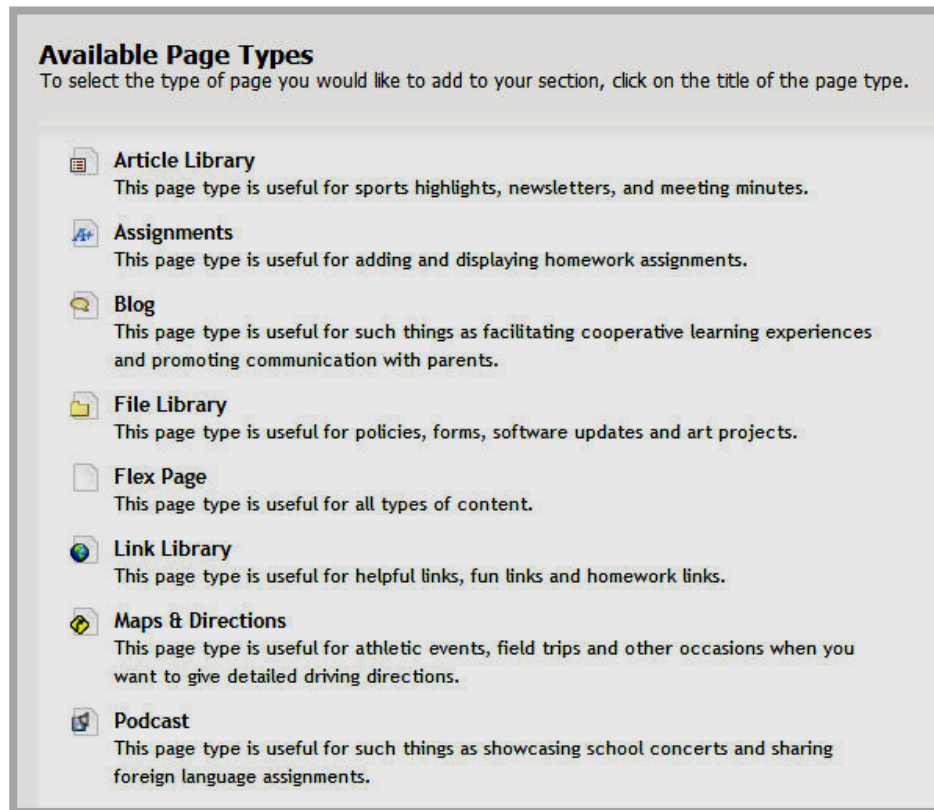 Available Page Types
To select the type of page you would like to add to your section, click on the title of the page type.
Article Library
This page type is useful for sports highlights, newsletters, and meeting minutes.
A+ Assignments
This page type is useful for adding and displaying homework assignments.
Blog
This page type is useful for such things as facilitating cooperative learning experiences
and promoting communication with parents.
File Library
This page type is useful for policies, forms, software updates and art projects.
Flex Page
This page type is useful for all types of content.
Link Library
This page type is useful for helpful links, fun links and homework links.
Maps & Directions
This page type is useful for athletic events, field trips and other occasions when you
want to give detailed driving directions.
Podcast
This page type is useful for such things as showcasing school concerts and sharing
foreign language assignments.